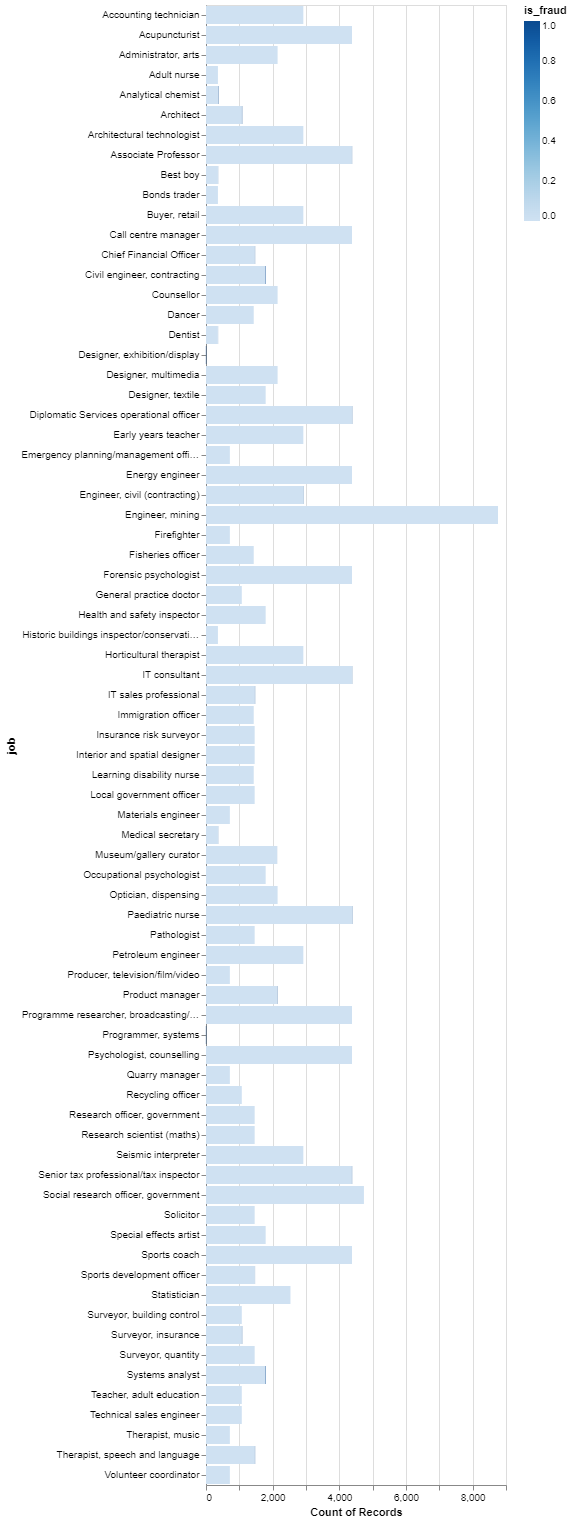 is_fraud
1.0
0.8
0.6
0.4
0.2
0.0
job
Accounting technician
Acupuncturist
Administrator, arts
Adult nurse
Analytical chemist
Architect
Architectural technologist
Associate Professor
Best boy
Bonds trader
Buyer, retail
Call centre manager
Chief Financial Officer
Civil engineer, contracting
Counsellor
Dancer
Dentist
Designer, exhibition/display
Designer, multimedia
Designer, textile
Diplomatic Services operational officer
Early years teacher
Emergency planning/management offi…
Energy engineer
Engineer, civil (contracting)
Engineer, mining
Firefighter
Fisheries officer
Forensic psychologist
General practice doctor
Health and safety inspector
Historic buildings inspector/conservati…
Horticultural therapist
IT consultant
IT sales professional
Immigration officer
Insurance risk surveyor
Interior and spatial designer
Learning disability nurse
Local government officer
Materials engineer
Medical secretary
Museum/gallery curator
Occupational psychologist
Optician, dispensing
Paediatric nurse
Pathologist
Petroleum engineer
Producer, television/film/video
Product manager
Programme researcher, broadcasting/…
Programmer, systems
Psychologist, counselling
Quarry manager
Recycling officer
Research officer, government
Research scientist (maths)
Seismic interpreter
Senior tax professional/tax inspector
Social research officer, government
Solicitor
Special effects artist
Sports coach
Sports development officer
Statistician
Surveyor, building control
Surveyor, insurance
Surveyor, quantity
Systems analyst
Teacher, adult education
Technical sales engineer
Therapist, music
Therapist, speech and language
Volunteer coordinator
0 2,000 4,000 6,000 8,000
Count of Records